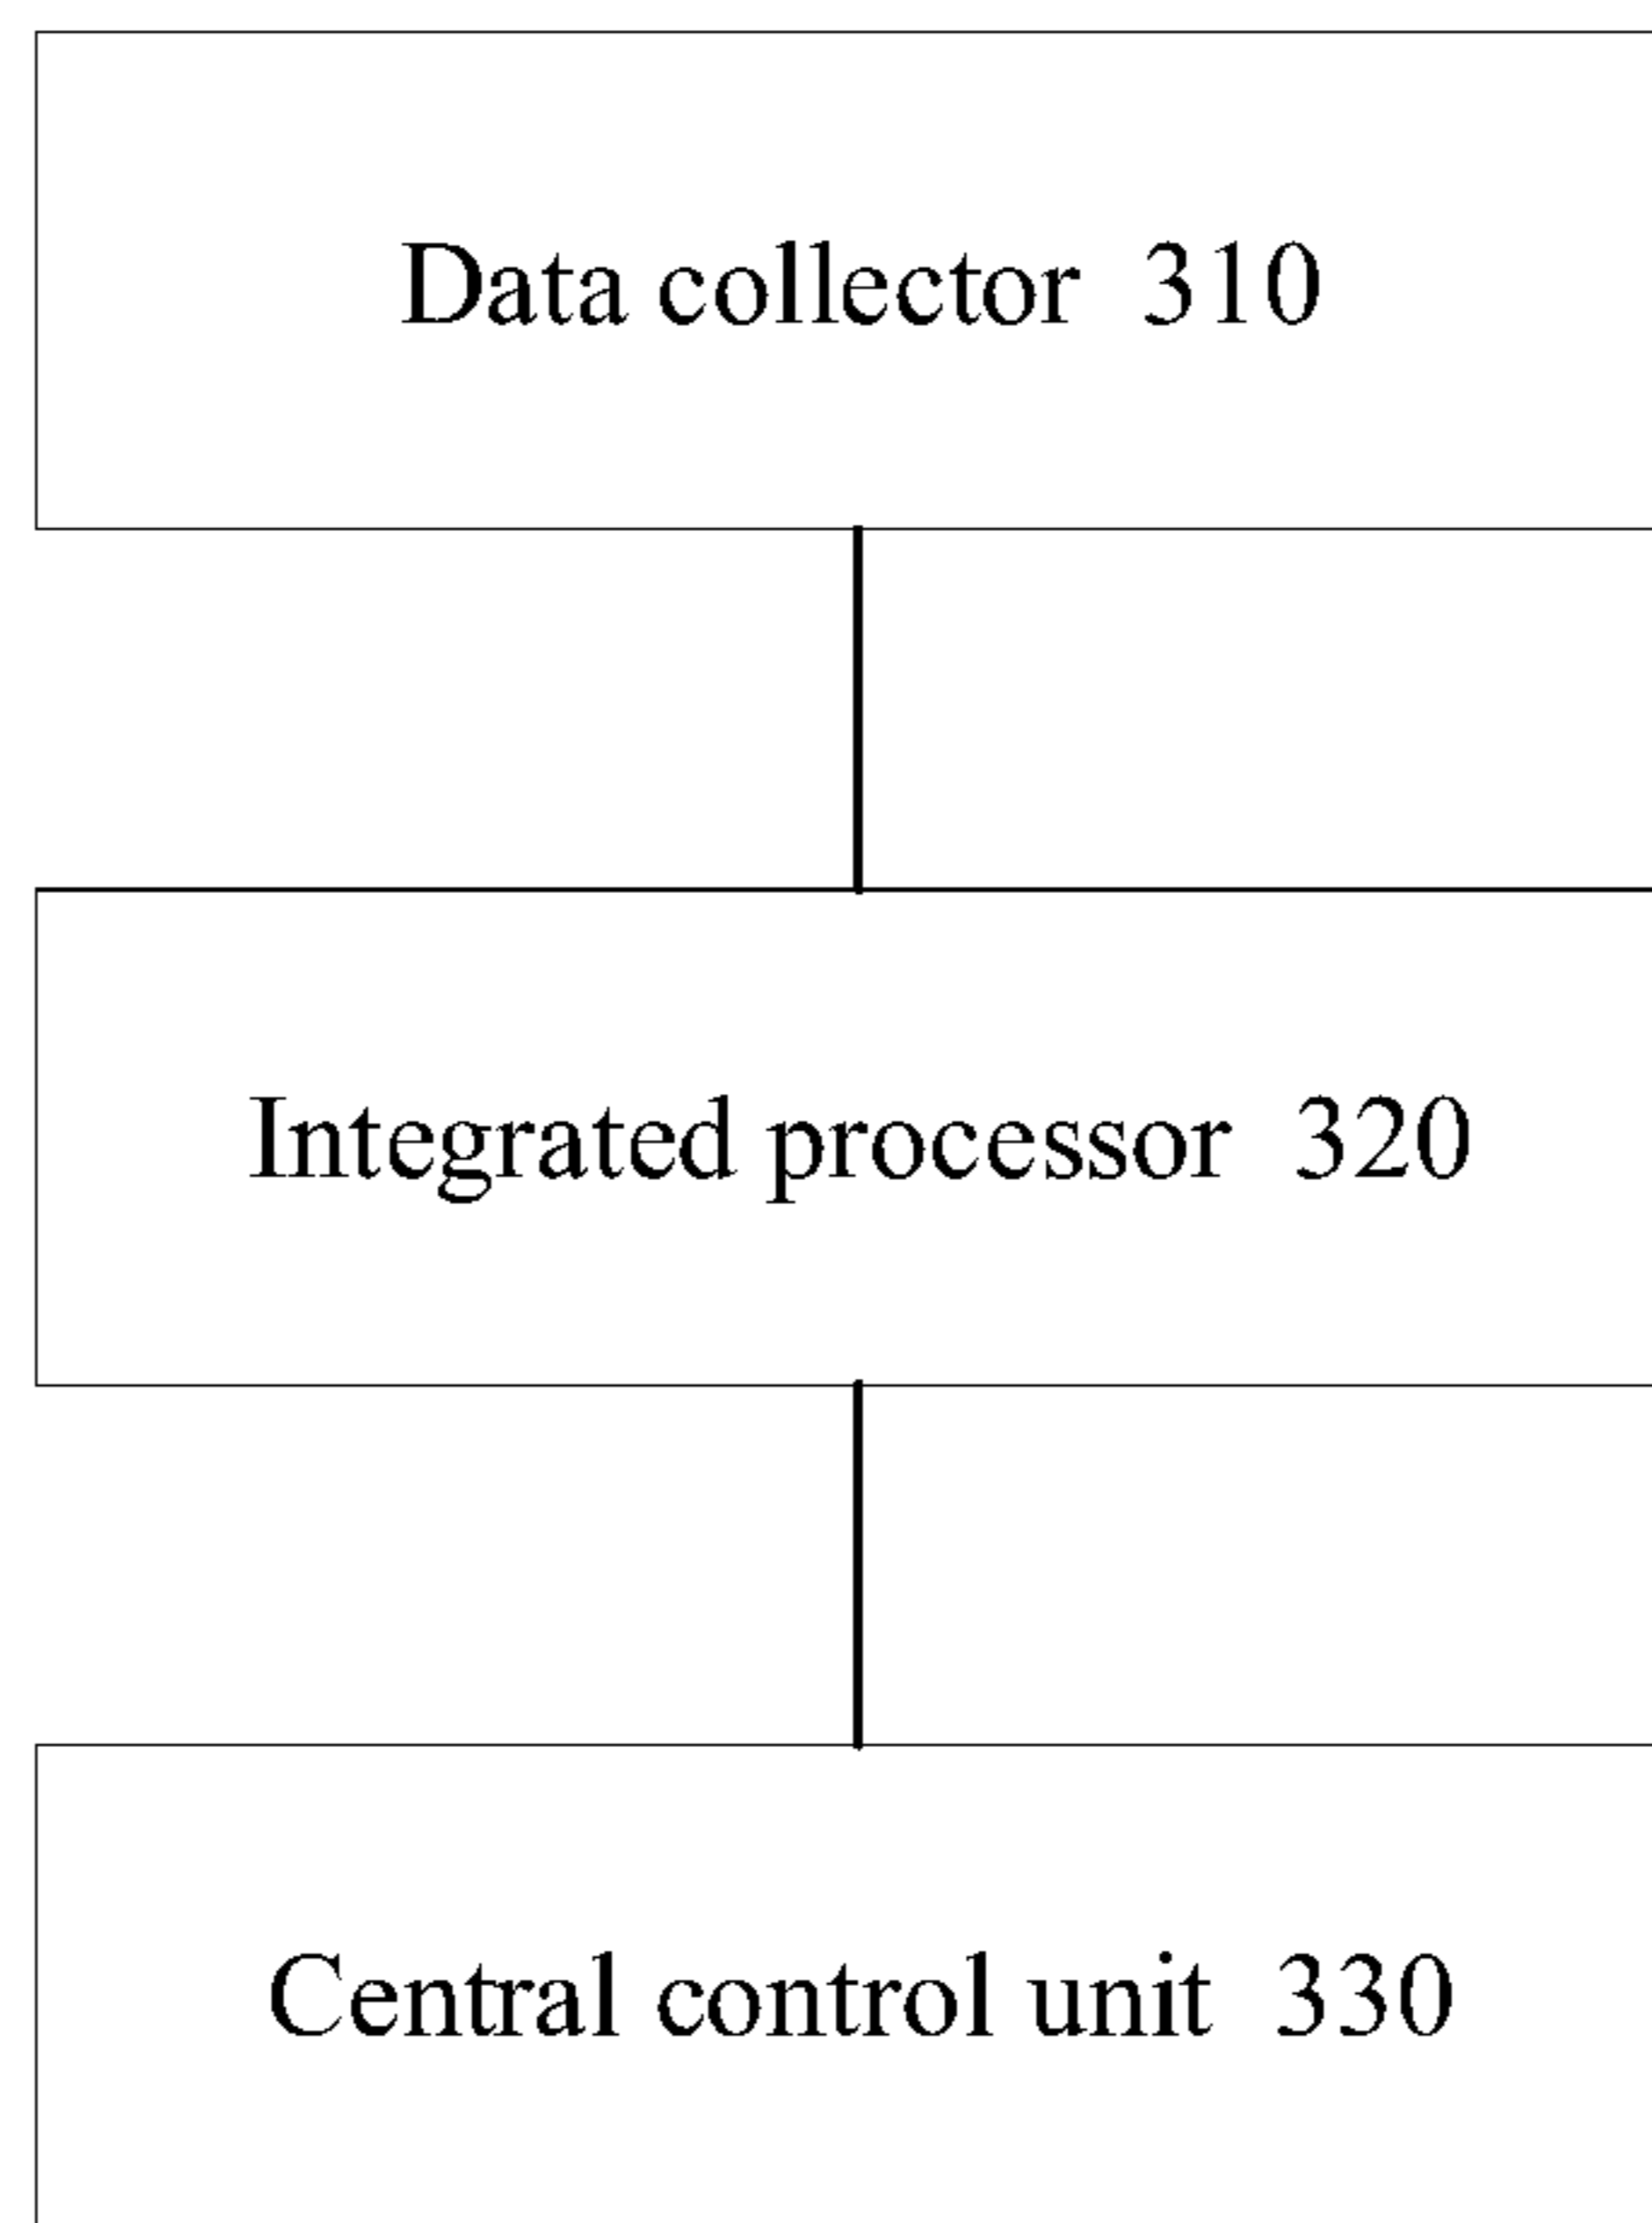 Data collector 310
Integrated processor 320
Central control unit 330